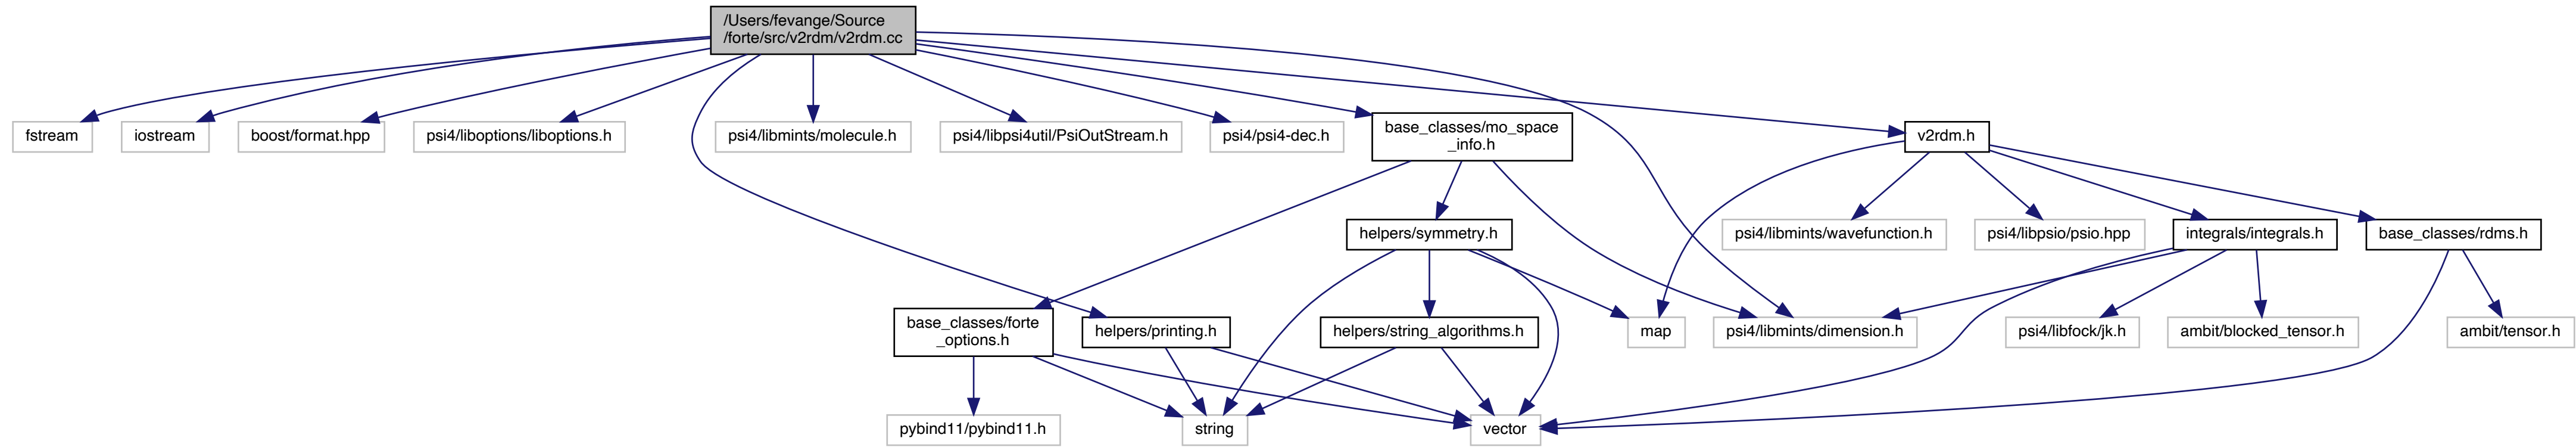 /Users/fevange/Source
/forte/src/v2rdm/v2rdm.cc
fstream
iostream
boost/format.hpp
psi4/liboptions/liboptions.h
psi4/libmints/molecule.h
psi4/libpsi4util/PsiOutStream.h
psi4/psi4-dec.h
base_classes/mo_space
_info.h
v2rdm.h
helpers/symmetry.h
psi4/libmints/wavefunction.h
psi4/libpsio/psio.hpp
integrals/integrals.h
base_classes/rdms.h
base_classes/forte
_options.h
helpers/printing.h
helpers/string_algorithms.h
map
psi4/libmints/dimension.h
psi4/libfock/jk.h
ambit/blocked_tensor.h
ambit/tensor.h
pybind11/pybind11.h
string
vector